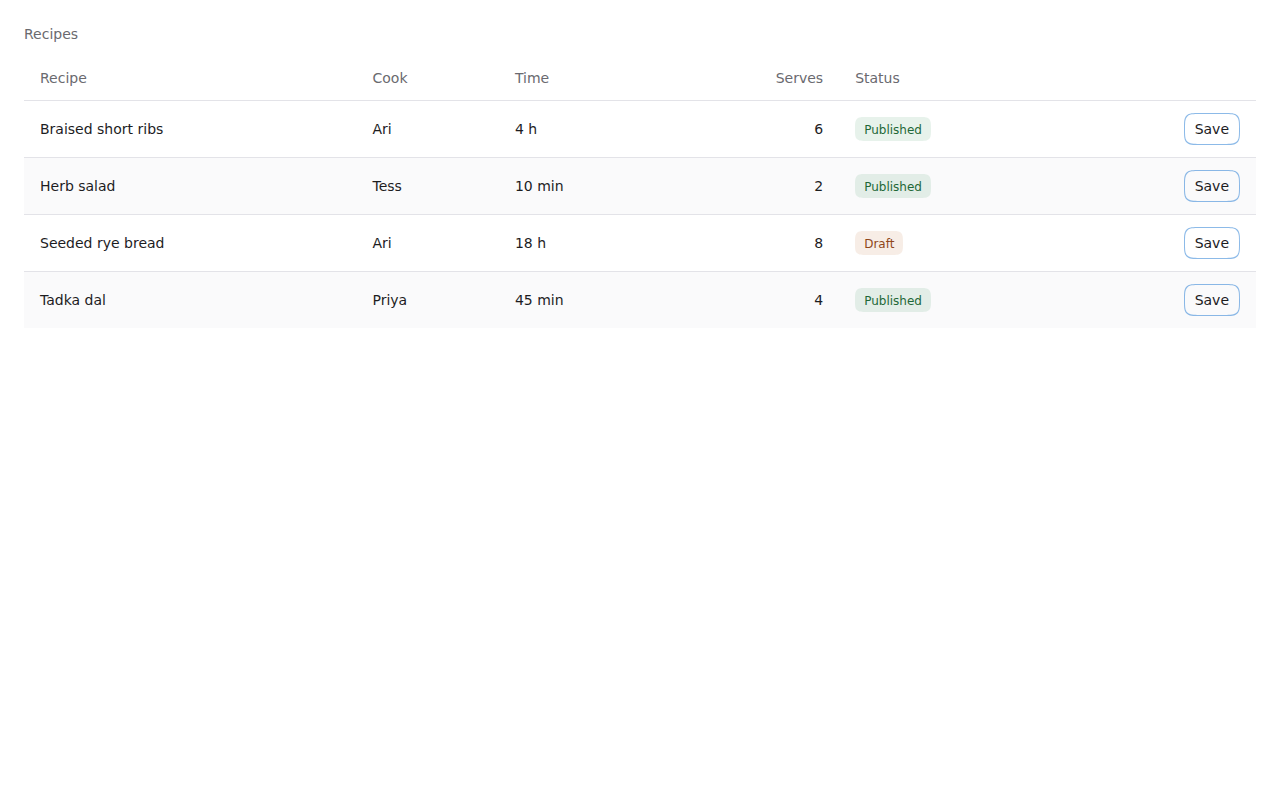 Recipes
Recipe Cook Time Serves Status
Braised short ribs Ari 4 h 6 Published Save
Herb salad Tess 10 min 2 Published Save
Seeded rye bread Ari 18 h 8 Draft Save
Tadka dal Priya 45 min 4 Published Save